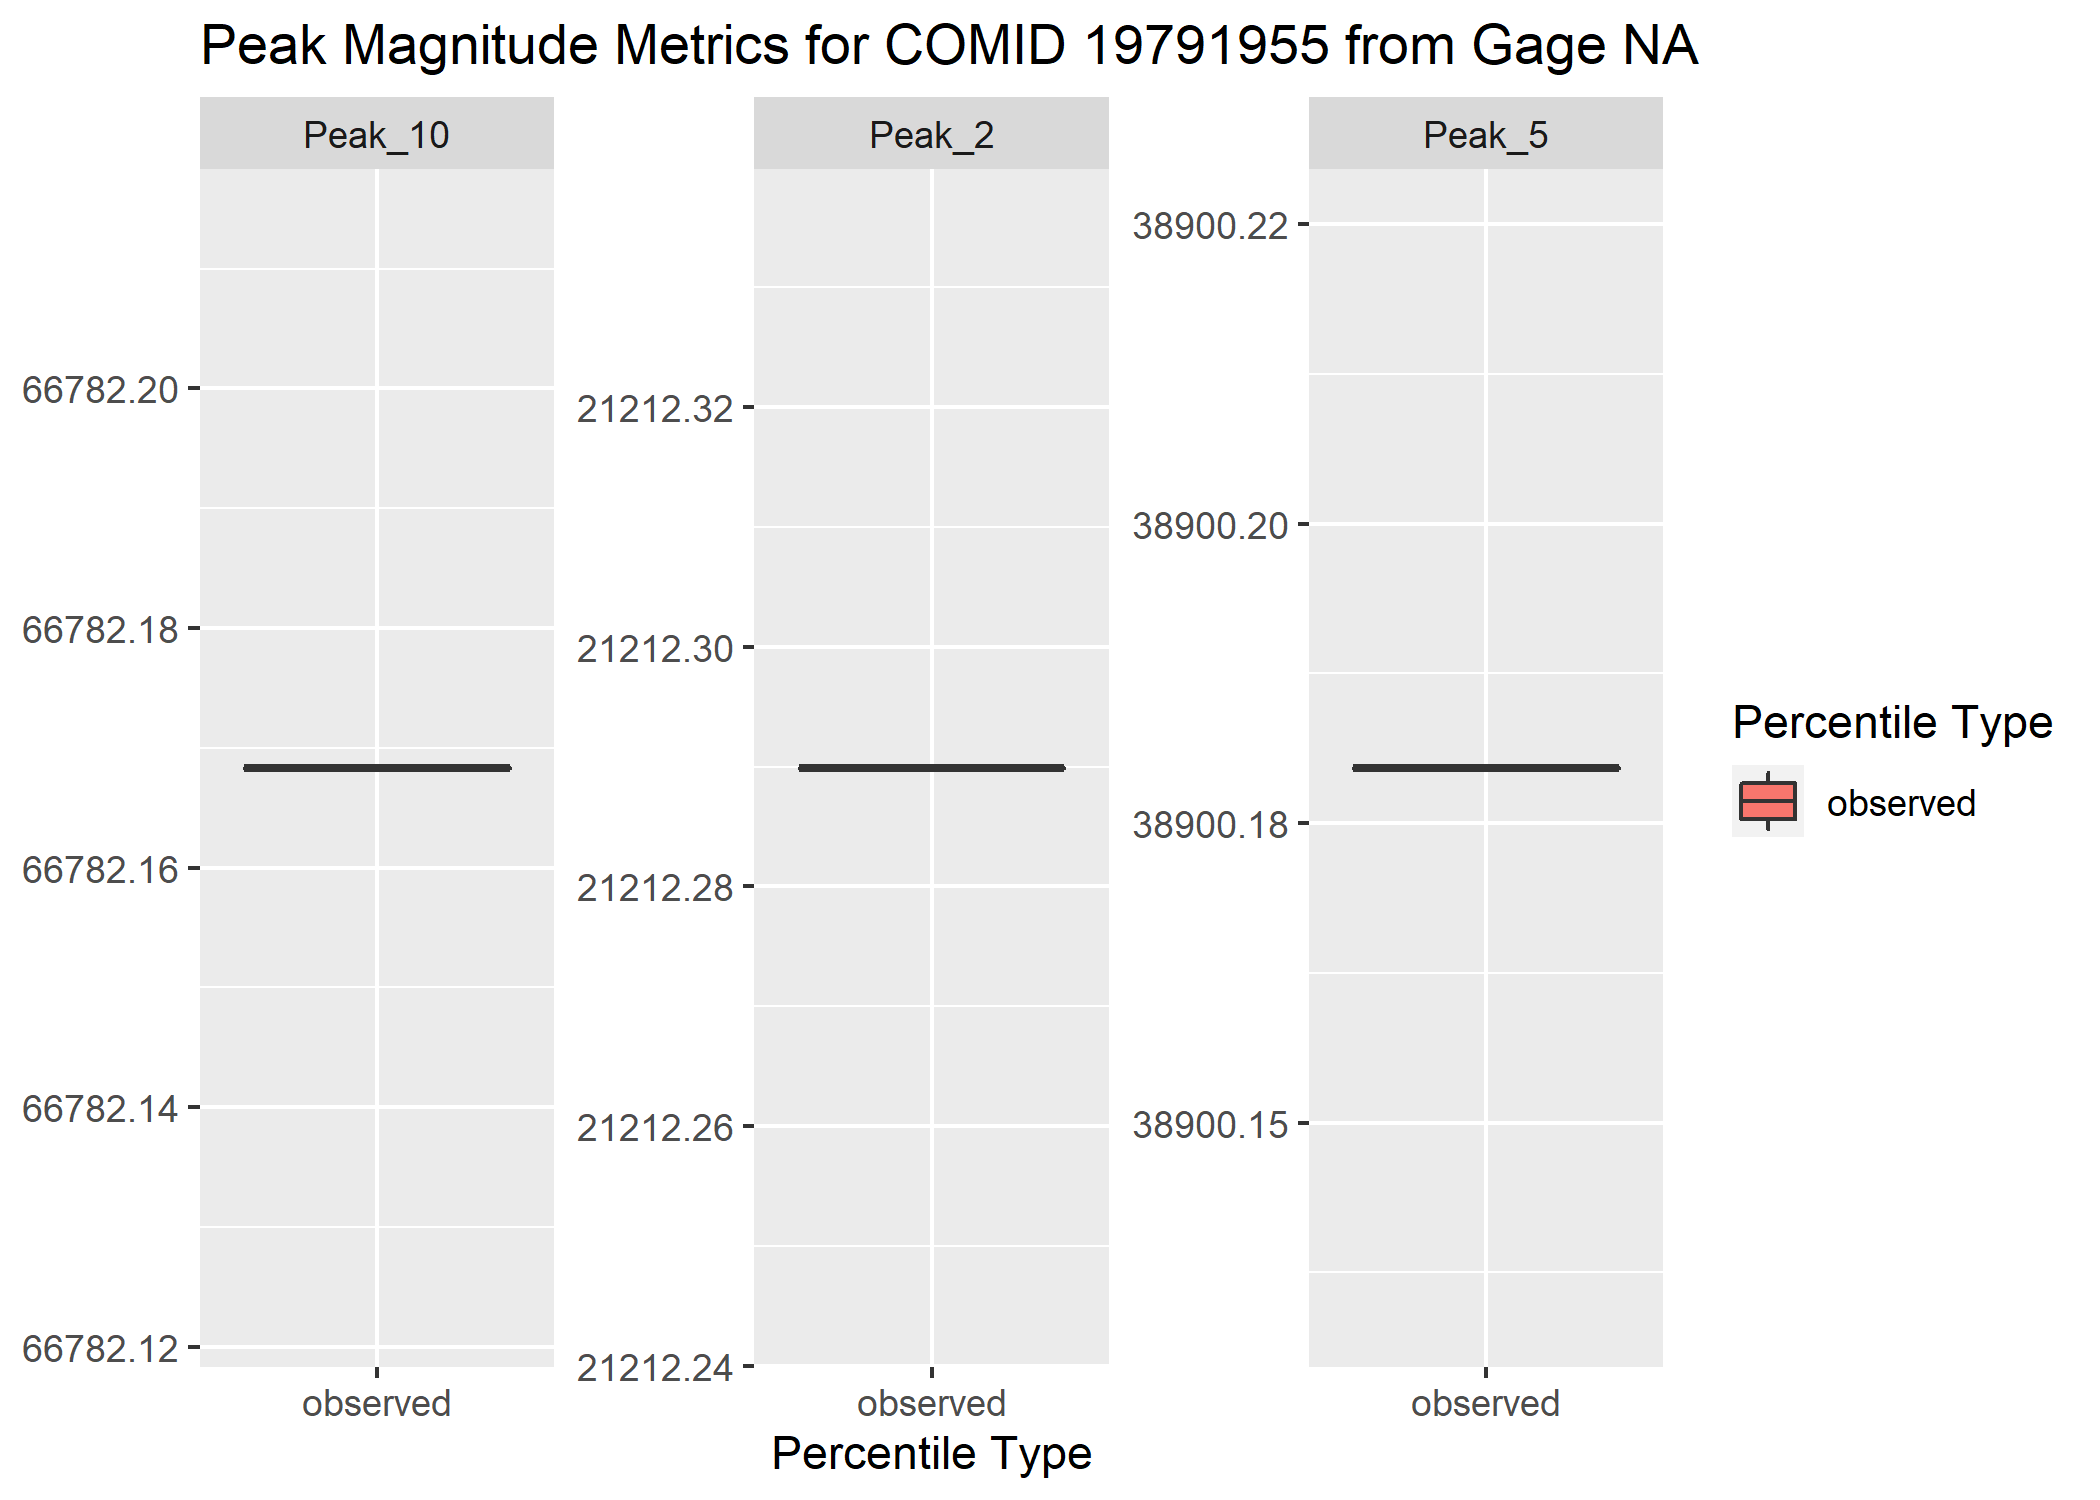 Peak Magnitude Metrics for COMID 19791955 from Gage NA
Peak_10
Peak_2
Peak_5
66782.20
66782.18
66782.16
66782.14
66782.12
21212.32
21212.30
21212.28
21212.26
21212.24
38900.22
38900.20
38900.18
38900.15
observed
observed
observed
Percentile Type
Percentile Type
observed